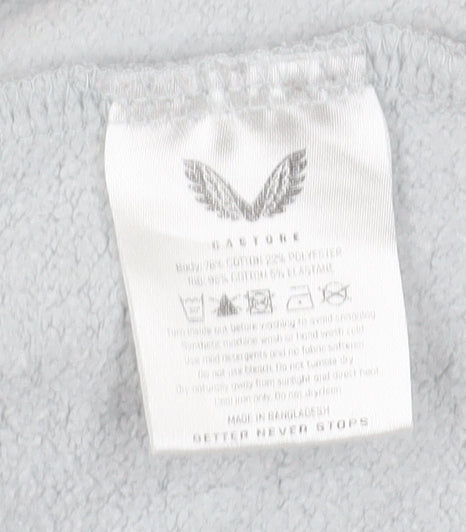 CASTORE
Body: 78% COTTON 22% POLYESTER
Trip: 95% COTTON 5% ELASTANE
Turn inside out before washing to avoid snagging
Synthetic machine wash or hand wash cold
Use mild detergents and no fabric softener
Do not use bleach. Do not tumble dry
Dry naturally away from sunlight and direct heat
Cool iron only. Do not dryclean
MADE IN BANGLADESH
BETTER NEVER STOPS